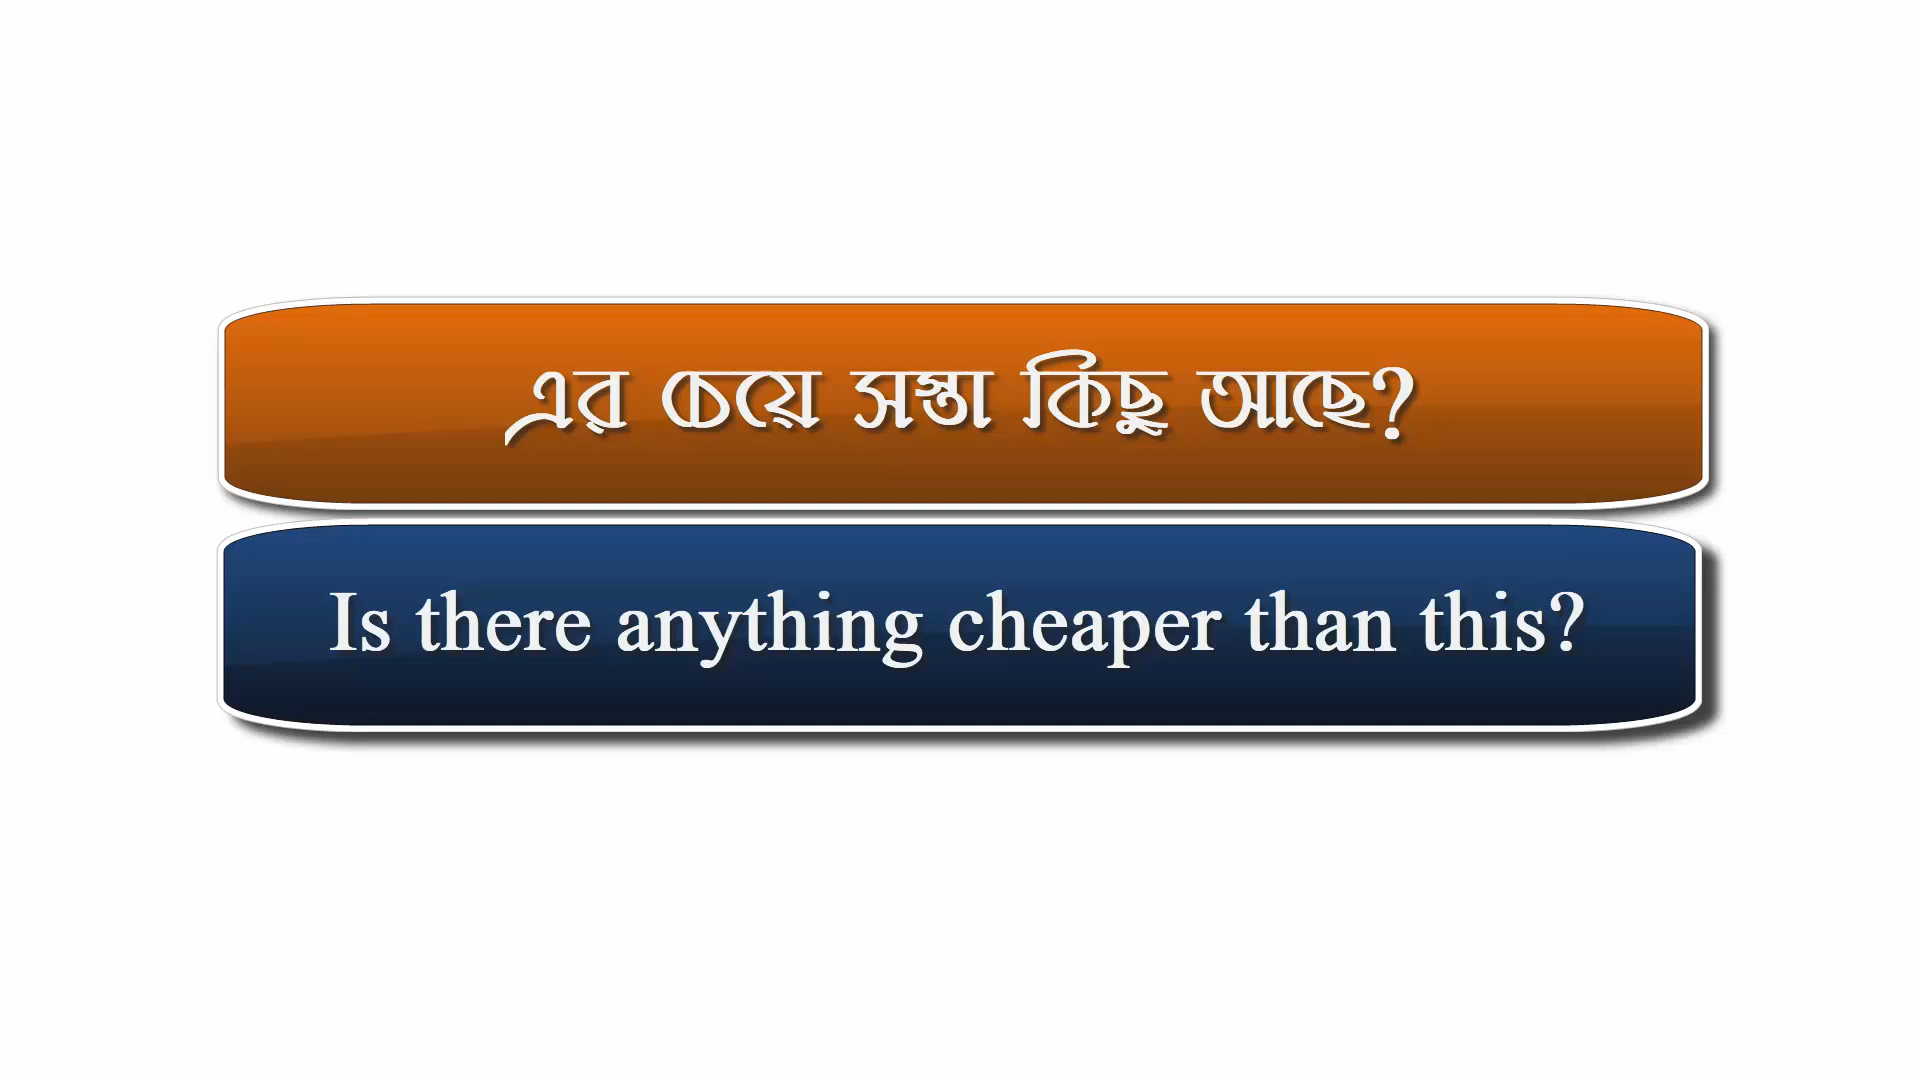 এর চেয়ে সস্তা কিছু আছে?
Is there anything cheaper than this?